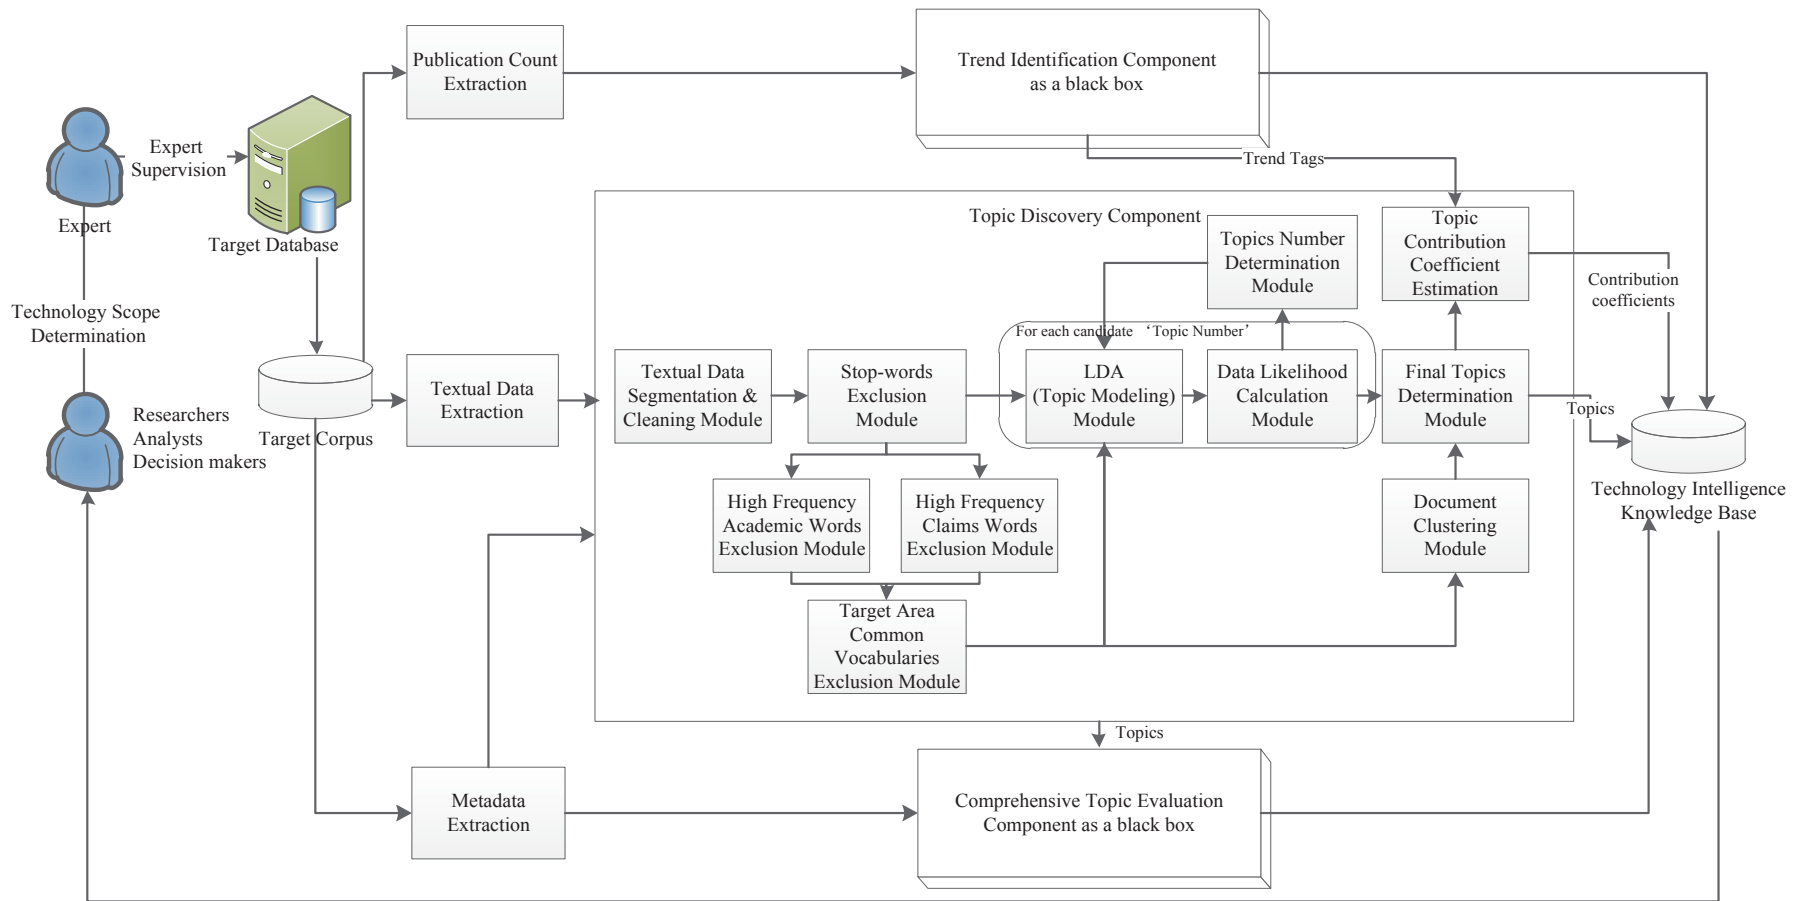 Publication Count
Extraction
Trend Identification Component
as a black box
Expert
Supervision
Trend Tags
Expert
Target Database
Topic Discovery Component
Topics Number
Determination
Module
Topic
Contribution
Coefficient
Estimation
Contribution
coefficients
Technology Scope
Determination
For each candidate ‘Topic Number’
Textual Data
Extraction
Textual Data
Segmentation &
Cleaning Module
Stop-words
Exclusion
Module
LDA
(Topic Modeling)
Module
Data Likelihood
Calculation
Module
Final Topics
Determination
Module
Topics
Researchers
Analysts
Decision makers
Target Corpus
High Frequency
Academic Words
Exclusion Module
High Frequency
Claims Words
Exclusion Module
Document
Clustering
Module
Technology Intelligence
Knowledge Base
Target Area
Common
Vocabularies
Exclusion Module
Topics
Metadata
Extraction
Comprehensive Topic Evaluation
Component as a black box